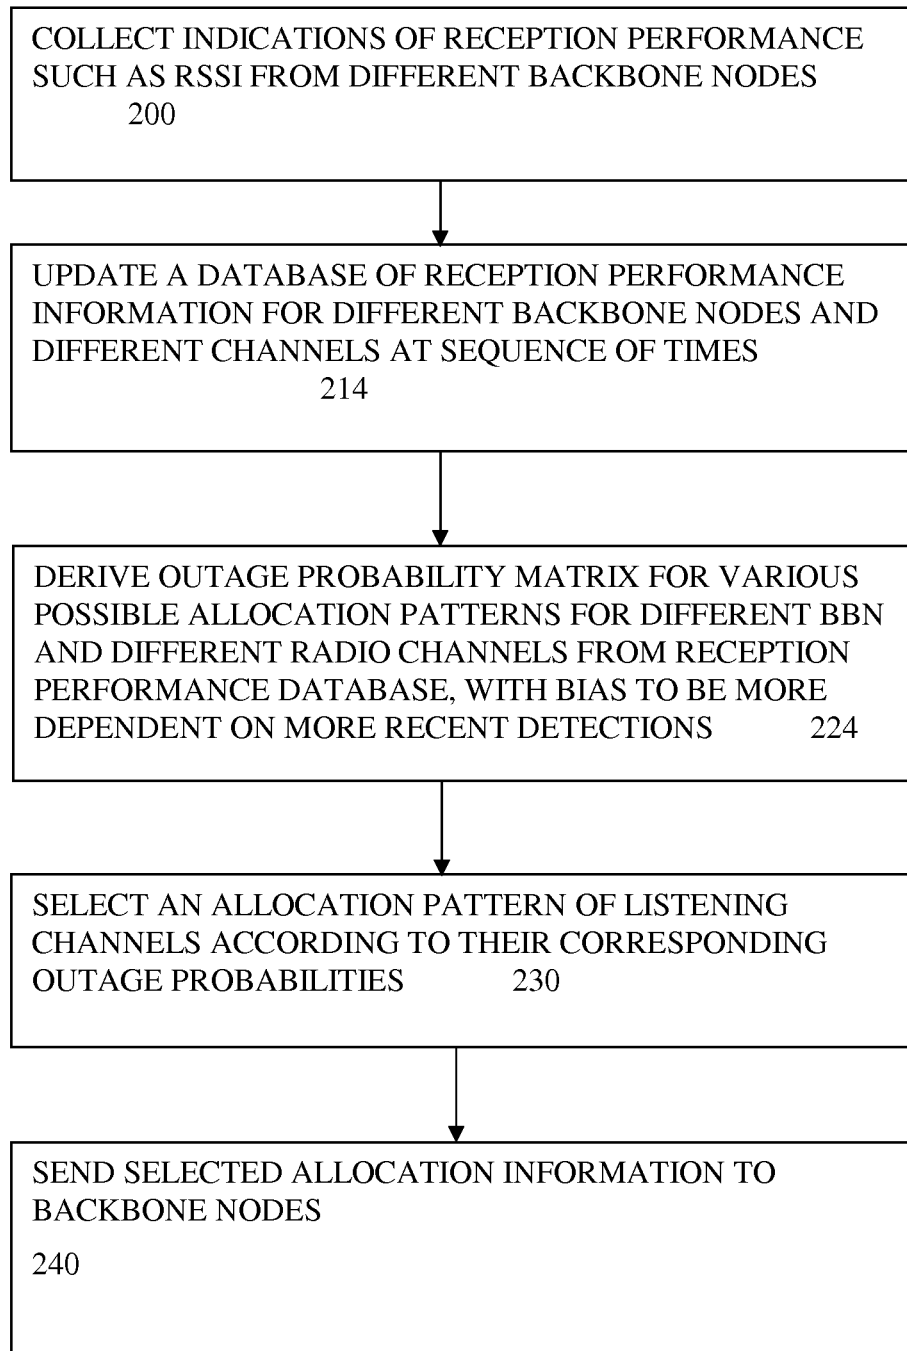 COLLECT INDICATIONS OF RECEPTION PERFORMANCE
SUCH AS RSSI FROM DIFFERENT BACKBONE NODES
200
UPDATE A DATABASE OF RECEPTION PERFORMANCE
INFORMATION FOR DIFFERENT BACKBONE NODES AND
DIFFERENT CHANNELS AT SEQUENCE OF TIMES
214
DERIVE OUTAGE PROBABILITY MATRIX FOR VARIOUS
POSSIBLE ALLOCATION PATTERNS FOR DIFFERENT BBN
AND DIFFERENT RADIO CHANNELS FROM RECEPTION
PERFORMANCE DATABASE, WITH BIAS TO BE MORE
DEPENDENT ON MORE RECENT DETECTIONS 224
SELECT AN ALLOCATION PATTERN OF LISTENING
CHANNELS ACCORDING TO THEIR CORRESPONDING
OUTAGE PROBABILITIES 230
SEND SELECTED ALLOCATION INFORMATION TO
BACKBONE NODES
240